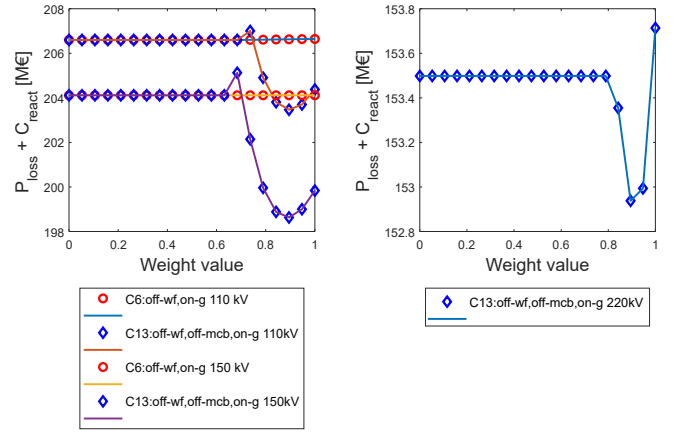 208
206
204
202
200
198
P_loss + C_react [M€]
0
0.2
0.4
0.6
0.8
1
Weight value
C6:off-wf,on-g 110 kV
C13:off-wf,off-mcb,on-g 110kV
C6:off-wf,on-g 150 kV
C13:off-wf,off-mcb,on-g 150kV
153.8
153.6
153.4
153.2
153
152.8
P_loss + C_react [M€]
0
0.2
0.4
0.6
0.8
1
Weight value
C13:off-wf,off-mcb,on-g 220kV